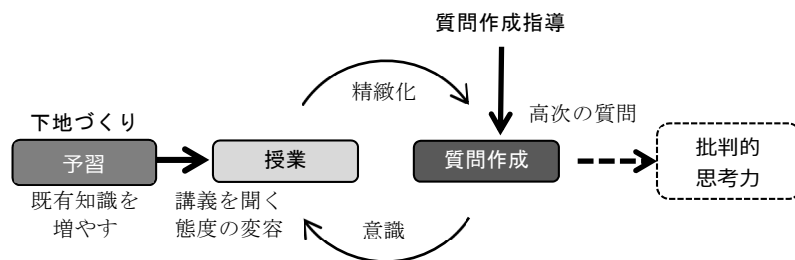 質問作成指導
精緻化
高次の質問
下地づくり
予習
授業
質問作成
批判的
思考力
既有知識を
増やす
講義を聞く
態度の変容
意識